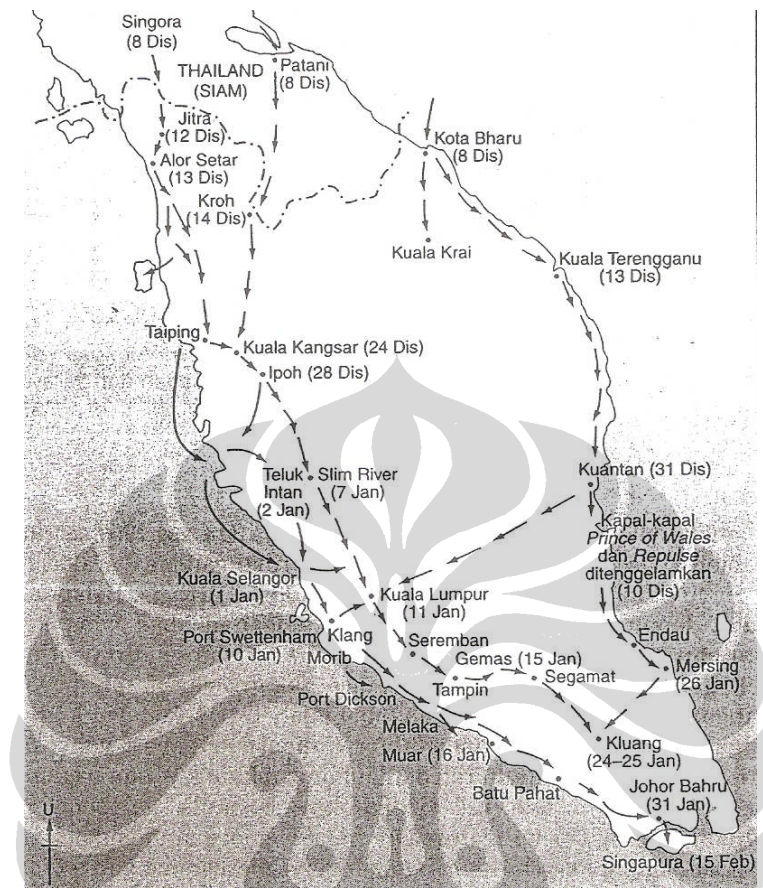 Singora
(8 Dis)
THAILAND
(SIAM)
Patani
(8 Dis)
Jitra
(12 Dis)
Alor Setar
(13 Dis)
Kroh
(14 Dis)
Kota Bharu
(8 Dis)
Kuala Krai
Kuala Terengganu
(13 Dis)
Taiping
Kuala Kangsar (24 Dis)
Ipoh (28 Dis)
Teluk
Intan
(2 Jan)
Slim River
(7 Jan)
Kuantan (31 Dis)
Kapal-kapal
Prince of Wales
dan Repulse
ditenggelamkan
(10 Dis)
Kuala Selangor
(1 Jan)
Kuala Lumpur
(11 Jan)
Port Swettenham
(10 Jan)
Klang
Morib
Seremban
Endau
Gemas (15 Jan)
Segamat
Mersing
(26 Jan)
Tampin
Port Dickson
Melaka
Muar (16 Jan)
Kluang
(24–25 Jan)
Batu Pahat
Johor Bahru
(31 Jan)
U
Singapura (15 Feb)